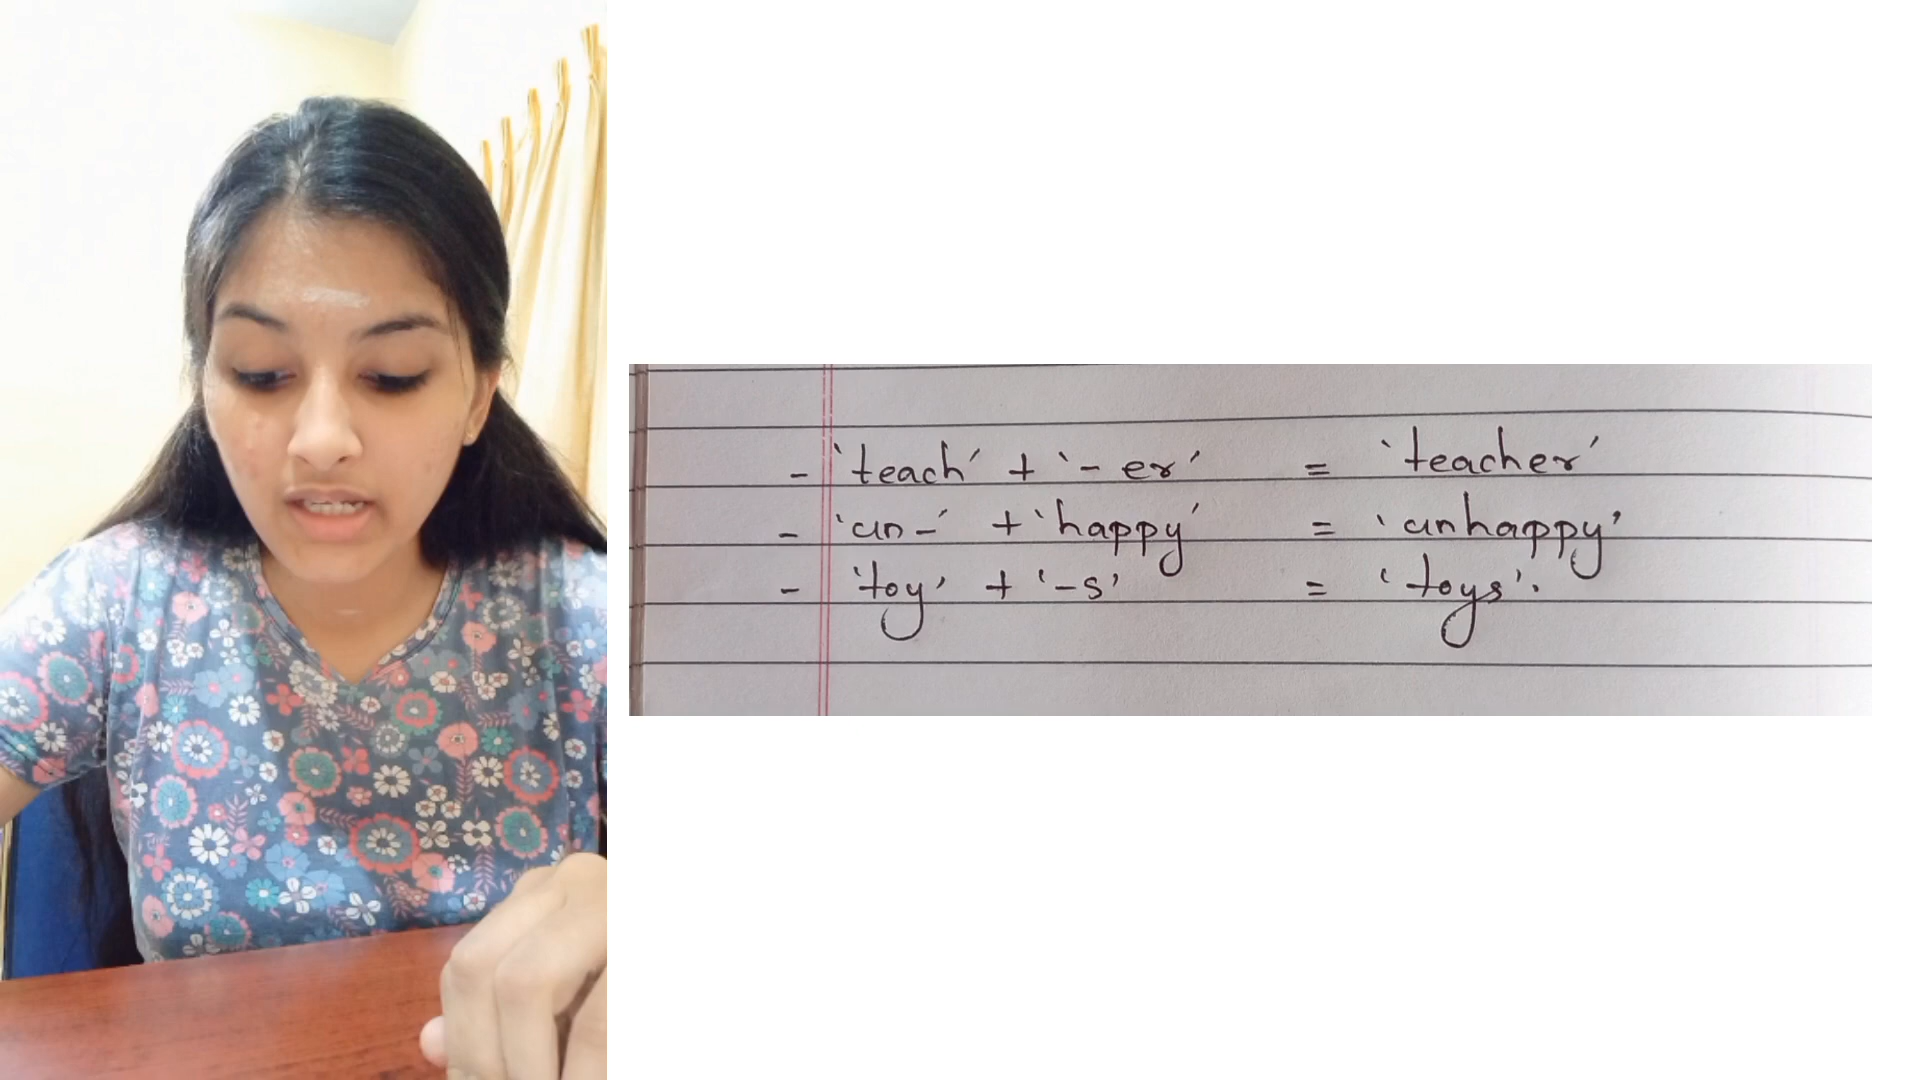 - 'teach' + '-er' = 'teacher'
- 'un-' + 'happy' = 'unhappy'
- 'toy' + '-s' = 'toys'.